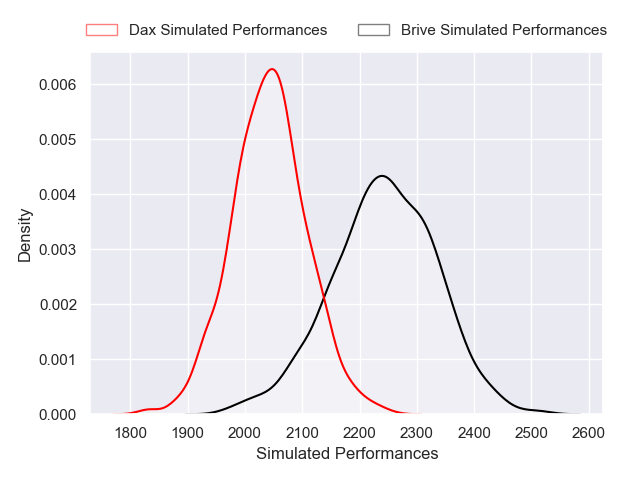 Dax Simulated Performances
Brive Simulated Performances
0.006
0.005
0.004
0.003
0.002
0.001
0.000
Density
1800 1900 2000 2100 2200 2300 2400 2500 2600
Simulated Performances